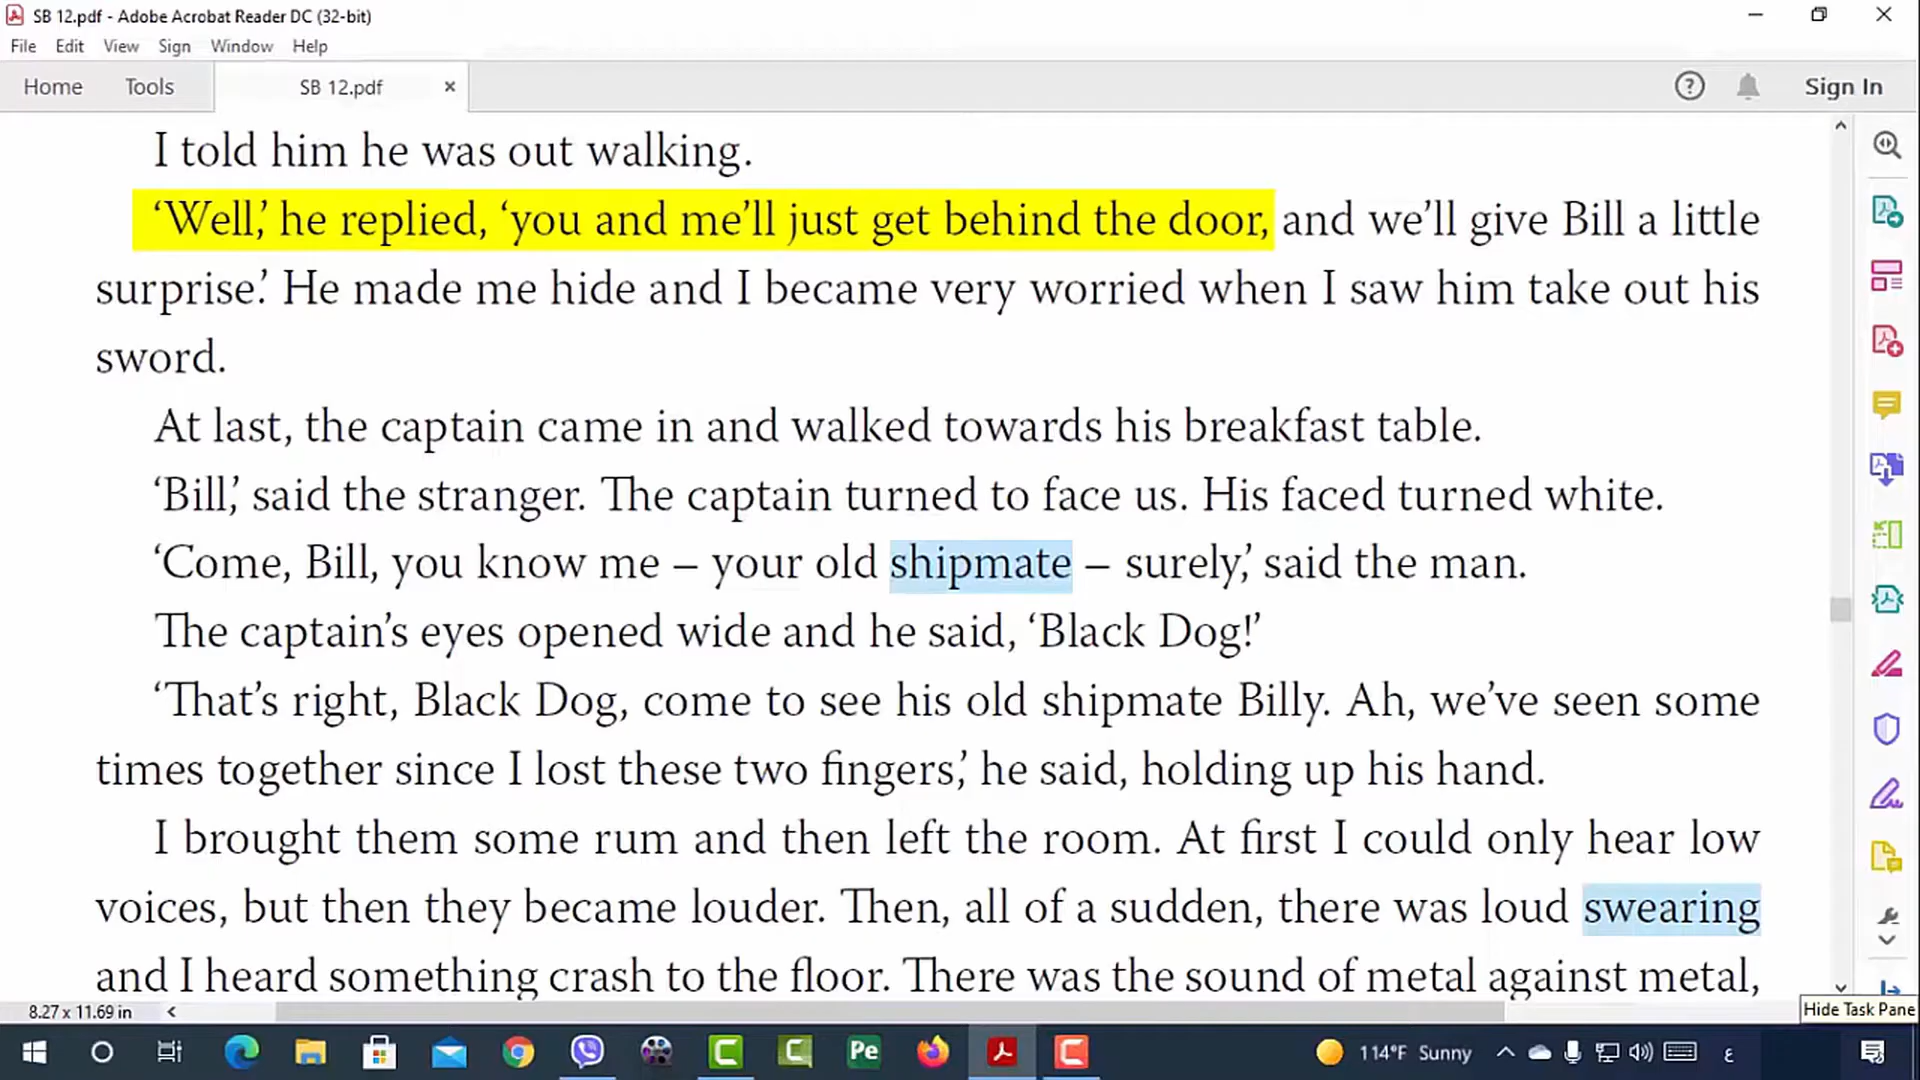 SB 12.pdf - Adobe Acrobat Reader DC (32-bit)
File Edit View Sign Window Help
Home Tools SB 12.pdf × Sign In
I told him he was out walking.
‘Well,’ he replied, ‘you and me’ll just get behind the door, and we’ll give Bill a little
surprise.’ He made me hide and I became very worried when I saw him take out his
sword.
At last, the captain came in and walked towards his breakfast table.
‘Bill,’ said the stranger. The captain turned to face us. His faced turned white.
‘Come, Bill, you know me – your old shipmate – surely,’ said the man.
The captain’s eyes opened wide and he said, ‘Black Dog!’
‘That’s right, Black Dog, come to see his old shipmate Billy. Ah, we’ve seen some
times together since I lost these two fingers,’ he said, holding up his hand.
I brought them some rum and then left the room. At first I could only hear low
voices, but then they became louder. Then, all of a sudden, there was loud swearing
and I heard something crash to the floor. There was the sound of metal against metal,
8.27 x 11.69 in
Hide Task Pane
Pe 114°F Sunny ع